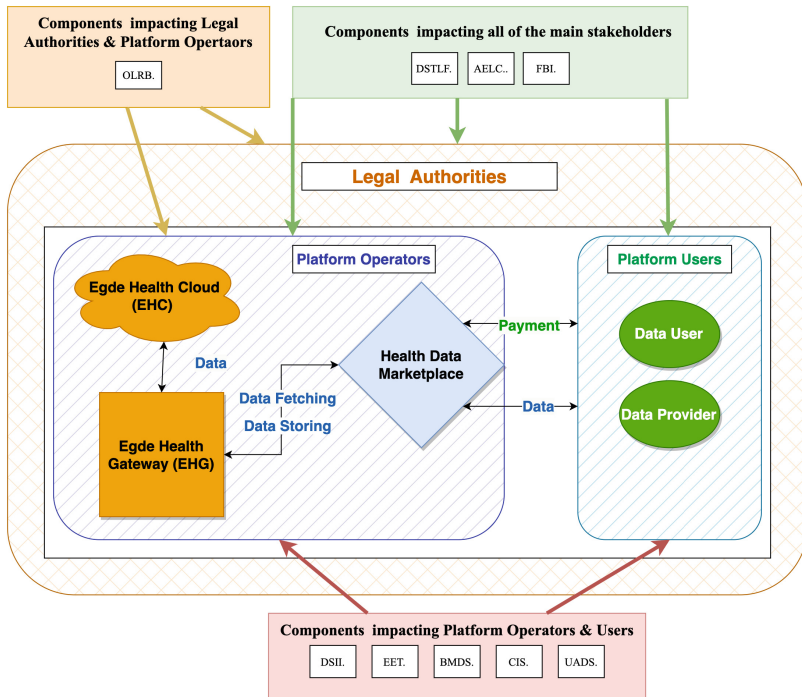 Components impacting Legal
Authorities & Platform Opertaors
OLRB.
Components impacting all of the main stakeholders
DSTLF.
AELC..
FBI.
Legal Authorities
Platform Operators
Platform Users
Egde Health Cloud
(EHC)
Data
Egde Health
Gateway (EHG)
Data Fetching
Data Storing
Health Data
Marketplace
Payment
Data
Data User
Data Provider
Components impacting Platform Operators & Users
DSII.
EET.
BMDS.
CIS.
UADS.